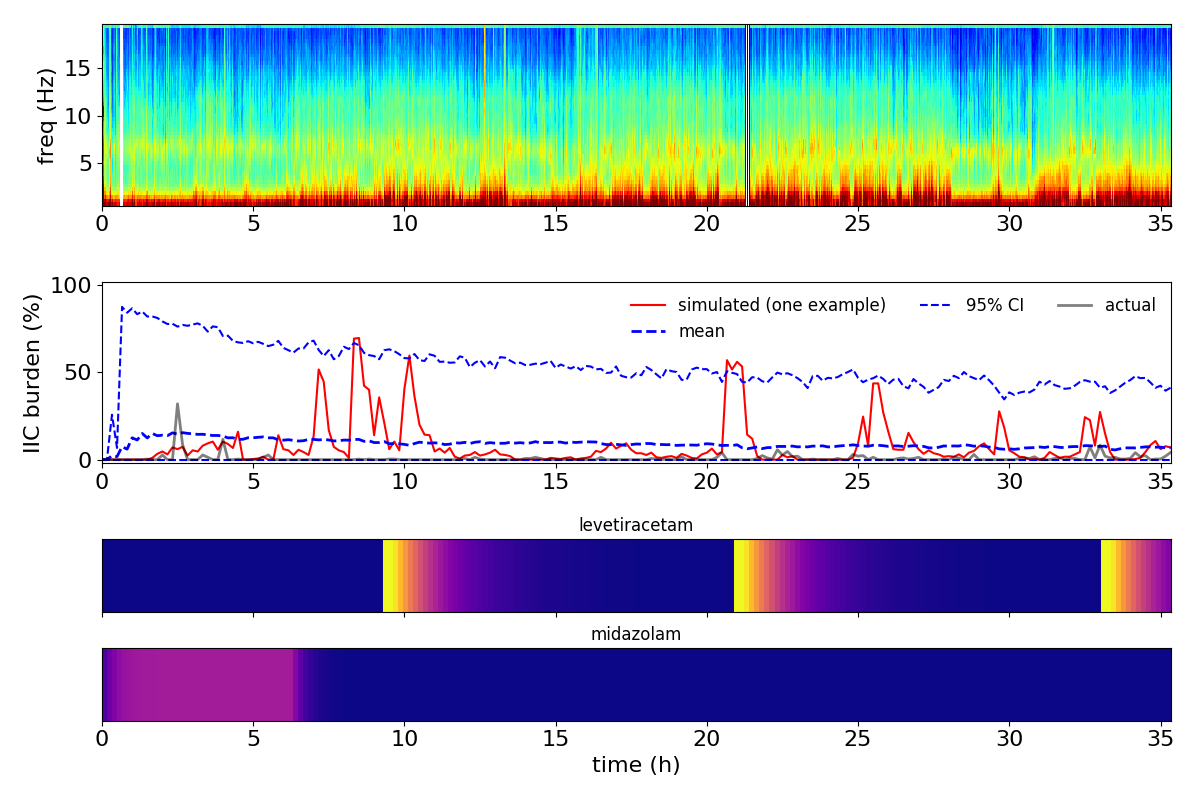 freq (Hz)
15
10
5
0 5 10 15 20 25 30 35
IIC burden (%)
100
50
0
simulated (one example)
mean
95% CI
actual
0 5 10 15 20 25 30 35
levetiracetam
midazolam
0 5 10 15 20 25 30 35
time (h)